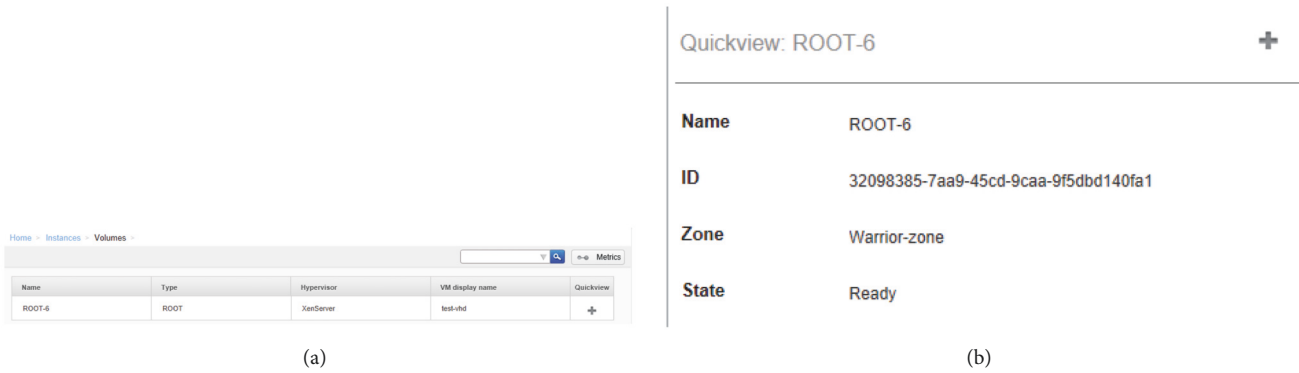 Home > Instances > Volumes >
Metrics
Name Type Hypervisor VM display name Quickview
ROOT-6 ROOT XenServer test-vhd
(a)
Quickview: ROOT-6
Name ROOT-6
ID 32098385-7aa9-45cd-9caa-9f5dbd140fa1
Zone Warrior-zone
State Ready
(b)